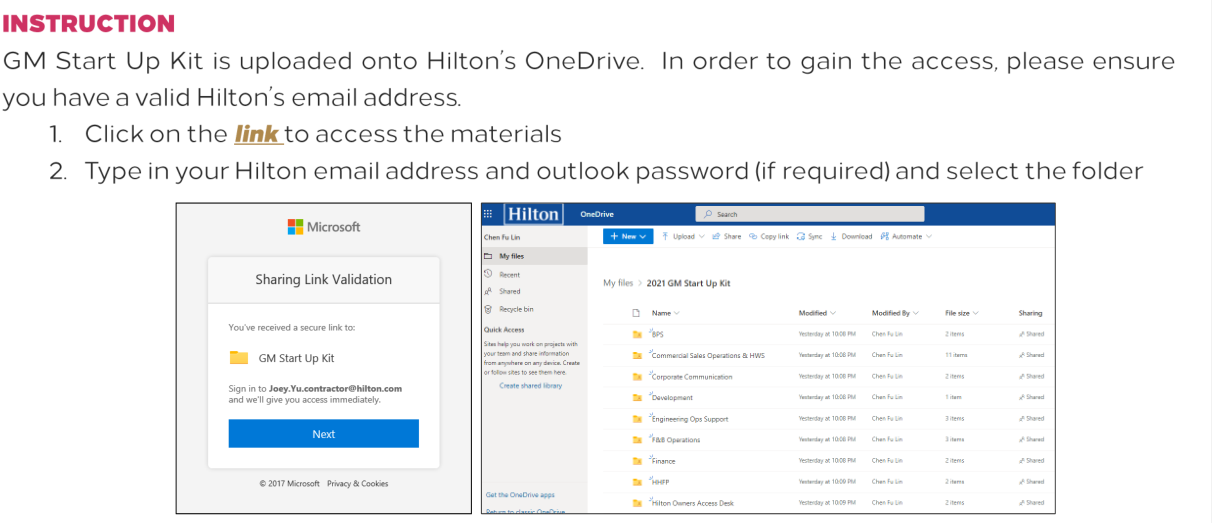 INSTRUCTION
GM Start Up Kit is uploaded onto Hilton's OneDrive. In order to gain the access, please ensure
you have a valid Hilton's email address.
1. Click on the link to access the materials
2. Type in your Hilton email address and outlook password (if required) and select the folder
Microsoft
Sharing Link Validation
You've received a secure link to:
GM Start Up Kit
Sign in to Joey.Yu.contractor@hilton.com
and we'll give you access immediately.
Next
© 2017 Microsoft Privacy & Cookies
Hilton OneDrive Search
Chen Fu Lin
My files
Recent
Shared
Recycle bin
Quick Access
Sites help you work on projects with
your team and share information
from anywhere on any device. Create
or follow sites to see them here.
Create shared library
Get the OneDrive apps
Return to classic OneDrive
+ New Upload Share Copy link Sync Download Automate
My files > 2021 GM Start Up Kit
Name Modified Modified By File size Sharing
BPS Yesterday at 10:08 PM Chen Fu Lin 2 items Shared
Commercial Sales Operations & HWS Yesterday at 10:08 PM Chen Fu Lin 11 items Shared
Corporate Communication Yesterday at 10:08 PM Chen Fu Lin 2 items Shared
Development Yesterday at 10:08 PM Chen Fu Lin 1 item Shared
Engineering Ops Support Yesterday at 10:08 PM Chen Fu Lin 3 items Shared
F&B Operations Yesterday at 10:08 PM Chen Fu Lin 3 items Shared
Finance Yesterday at 10:08 PM Chen Fu Lin 2 items Shared
HHFP Yesterday at 10:09 PM Chen Fu Lin 2 items Shared
Hilton Owners Access Desk Yesterday at 10:09 PM Chen Fu Lin 2 items Shared